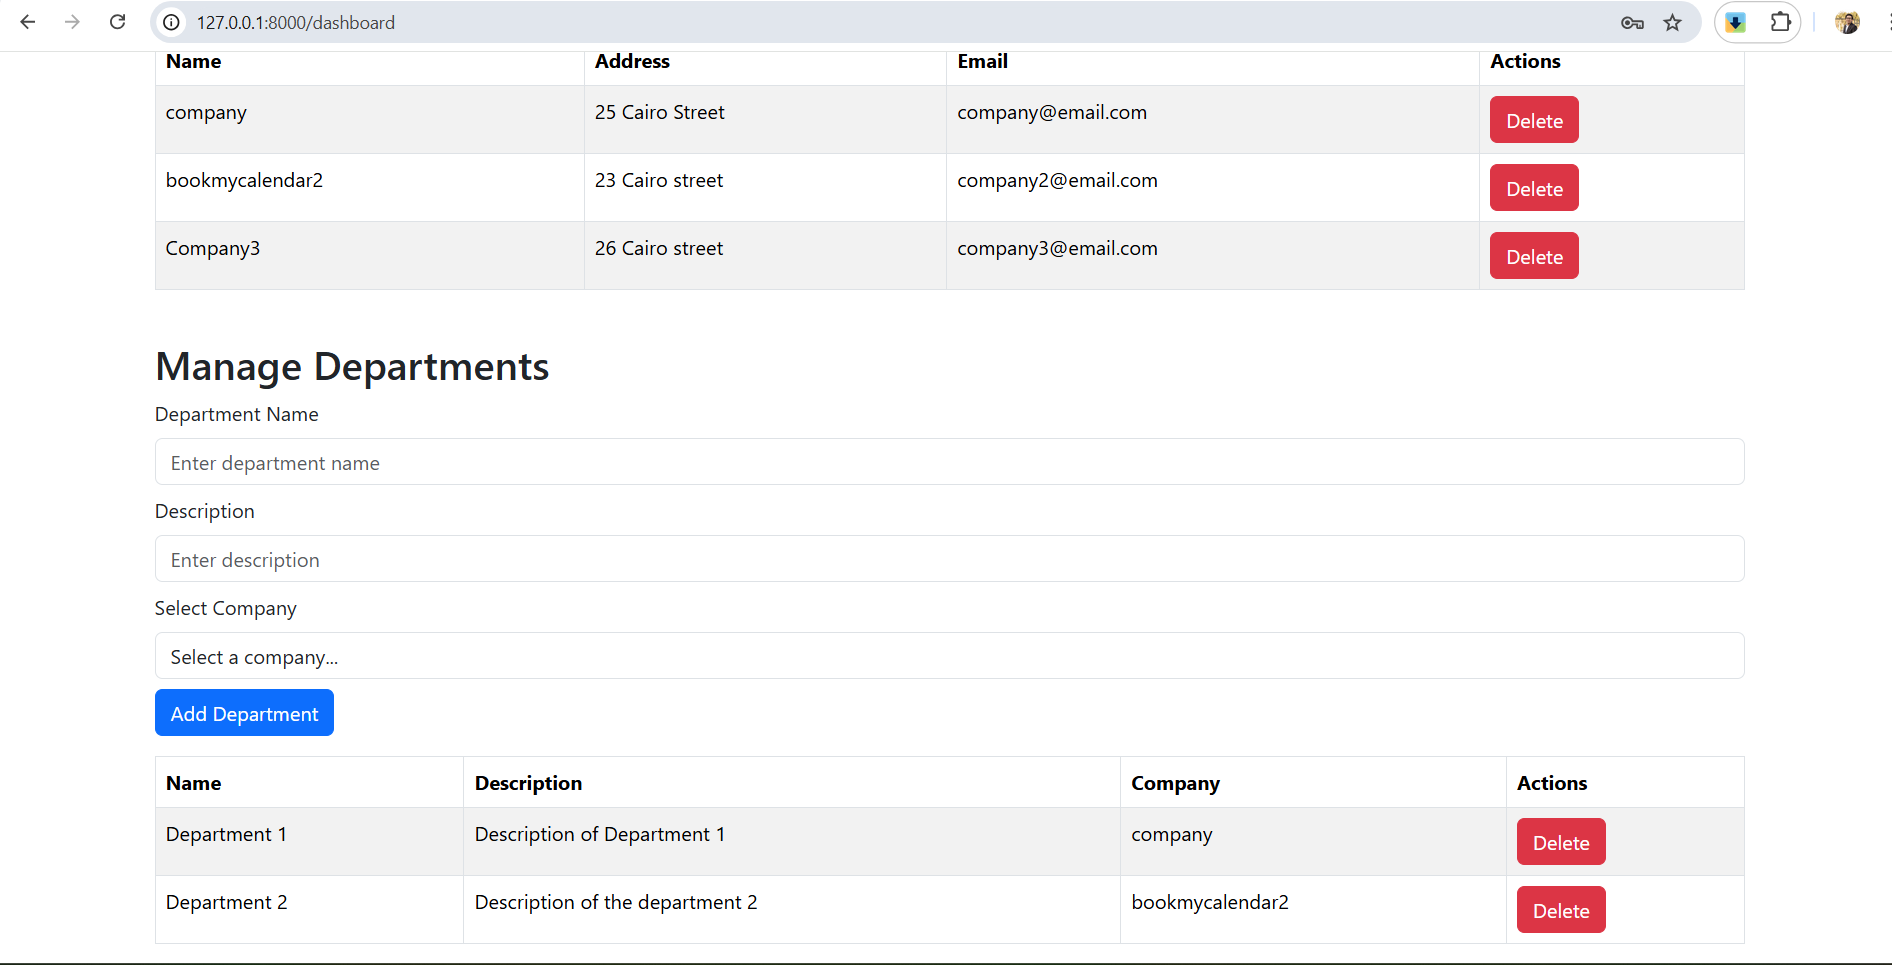 127.0.0.1:8000/dashboard
Name Address Email Actions
company 25 Cairo Street company@email.com Delete
bookmycalendar2 23 Cairo street company2@email.com Delete
Company3 26 Cairo street company3@email.com Delete
Manage Departments
Department Name
Enter department name
Description
Enter description
Select Company
Select a company...
Add Department
Name Description Company Actions
Department 1 Description of Department 1 company Delete
Department 2 Description of the department 2 bookmycalendar2 Delete